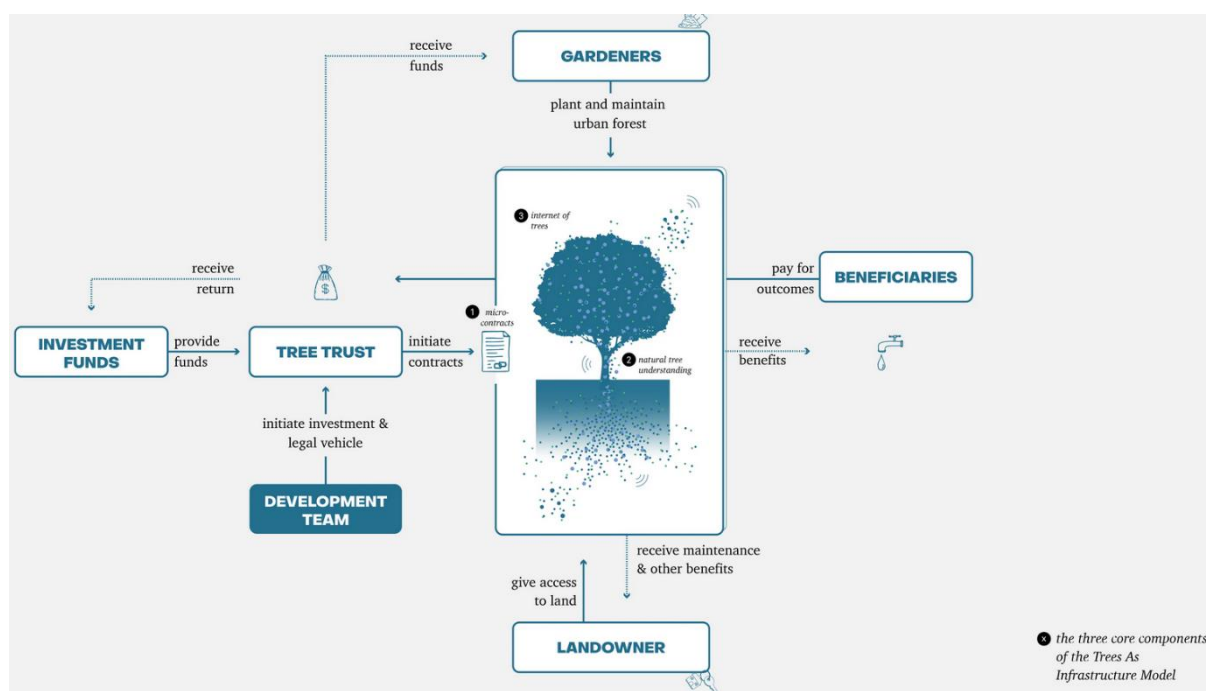 receive
funds
GARDENERS
plant and maintain
urban forest
3 internet of
trees
receive
return
$
pay for
outcomes
BENEFICIARIES
1 micro-
contracts
INVESTMENT
FUNDS
provide
funds
TREE TRUST
initiate
contracts
2 natural tree
understanding
receive
benefits
initiate investment &
legal vehicle
DEVELOPMENT
TEAM
receive maintenance
& other benefits
give access
to land
LANDOWNER
x the three core components
of the Trees As
Infrastructure Model